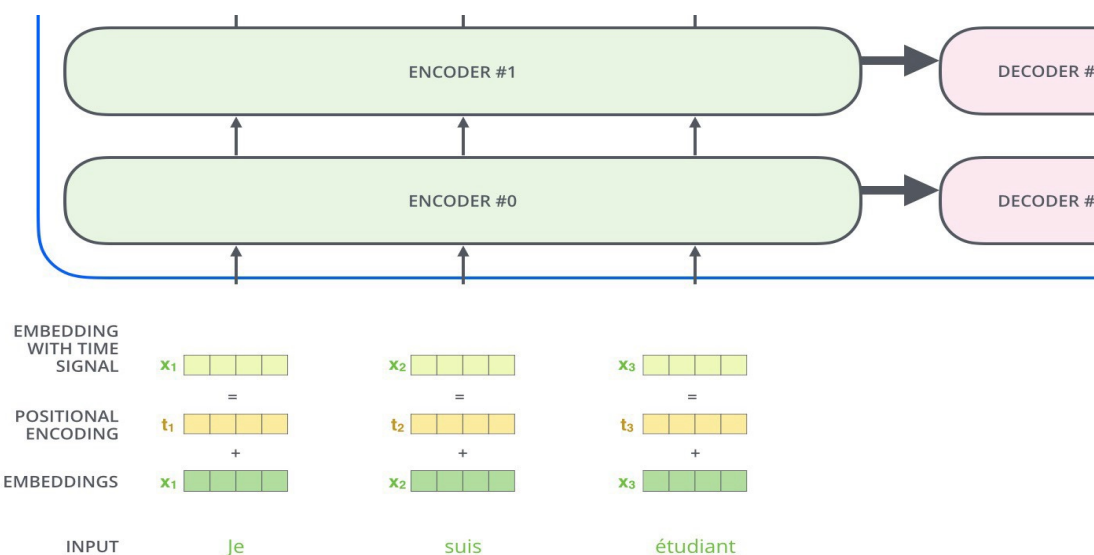 ENCODER #1
DECODER #
ENCODER #0
DECODER #
EMBEDDING
WITH TIME
SIGNAL
x₁ x₂ x₃
= = =
POSITIONAL
ENCODING
t₁ t₂ t₃
+ + +
EMBEDDINGS x₁ x₂ x₃
INPUT Je suis étudiant